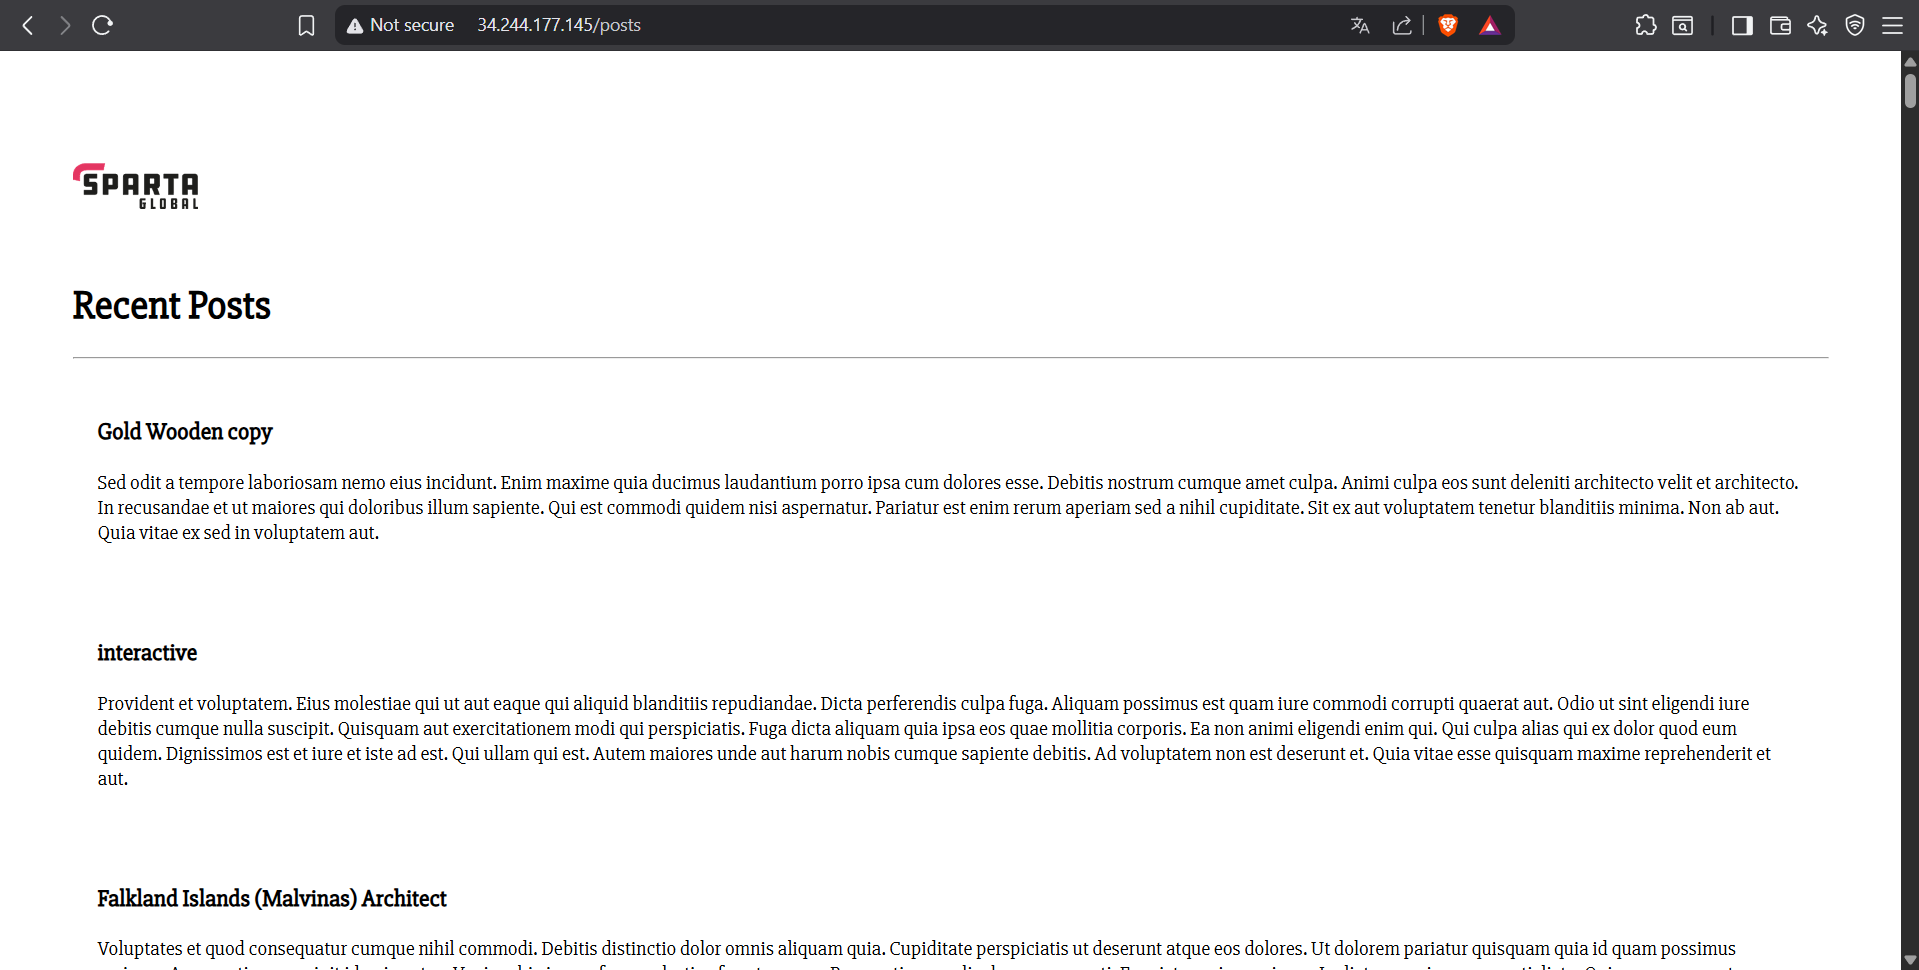 Not secure 34.244.177.145/posts
SPARTA
GLOBAL
Recent Posts
Gold Wooden copy
Sed odit a tempore laboriosam nemo eius incidunt. Enim maxime quia ducimus laudantium porro ipsa cum dolores esse. Debitis nostrum cumque amet culpa. Animi culpa eos sunt deleniti architecto velit et architecto.
In recusandae et ut maiores qui doloribus illum sapiente. Qui est commodi quidem nisi aspernatur. Pariatur est enim rerum aperiam sed a nihil cupiditate. Sit ex aut voluptatem tenetur blanditiis minima. Non ab aut.
Quia vitae ex sed in voluptatem aut.
interactive
Provident et voluptatem. Eius molestiae qui ut aut eaque qui aliquid blanditiis repudiandae. Dicta perferendis culpa fuga. Aliquam possimus est quam iure commodi corrupti quaerat aut. Odio ut sint eligendi iure
debitis cumque nulla suscipit. Quisquam aut exercitationem modi qui perspiciatis. Fuga dicta aliquam quia ipsa eos quae mollitia corporis. Ea non animi eligendi enim qui. Qui culpa alias qui ex dolor quod eum
quidem. Dignissimos est et iure et iste ad est. Qui ullam qui est. Autem maiores unde aut harum nobis cumque sapiente debitis. Ad voluptatem non est deserunt et. Quia vitae esse quisquam maxime reprehenderit et
aut.
Falkland Islands (Malvinas) Architect
Voluptates et quod consequatur cumque nihil commodi. Debitis distinctio dolor omnis aliquam quia. Cupiditate perspiciatis ut deserunt atque eos dolores. Ut dolorem pariatur quisquam quia id quam possimus